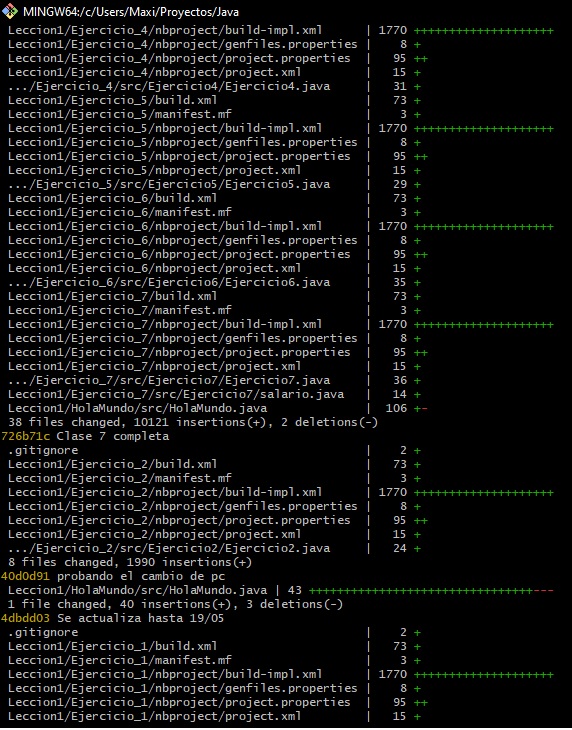 MINGW64:/c/Users/Maxi/Proyectos/Java
Leccion1/Ejercicio_4/nbproject/build-impl.xml | 1770 ++++++++++++++++++++
Leccion1/Ejercicio_4/nbproject/genfiles.properties | 8 +
Leccion1/Ejercicio_4/nbproject/project.properties | 95 ++
Leccion1/Ejercicio_4/nbproject/project.xml | 15 +
.../Ejercicio_4/src/Ejercicio4/Ejercicio4.java | 31 +
Leccion1/Ejercicio_5/build.xml | 73 +
Leccion1/Ejercicio_5/manifest.mf | 3 +
Leccion1/Ejercicio_5/nbproject/build-impl.xml | 1770 ++++++++++++++++++++
Leccion1/Ejercicio_5/nbproject/genfiles.properties | 8 +
Leccion1/Ejercicio_5/nbproject/project.properties | 95 ++
Leccion1/Ejercicio_5/nbproject/project.xml | 15 +
.../Ejercicio_5/src/Ejercicio5/Ejercicio5.java | 29 +
Leccion1/Ejercicio_6/build.xml | 73 +
Leccion1/Ejercicio_6/manifest.mf | 3 +
Leccion1/Ejercicio_6/nbproject/build-impl.xml | 1770 ++++++++++++++++++++
Leccion1/Ejercicio_6/nbproject/genfiles.properties | 8 +
Leccion1/Ejercicio_6/nbproject/project.properties | 95 ++
Leccion1/Ejercicio_6/nbproject/project.xml | 15 +
.../Ejercicio_6/src/Ejercicio6/Ejercicio6.java | 35 +
Leccion1/Ejercicio_7/build.xml | 73 +
Leccion1/Ejercicio_7/manifest.mf | 3 +
Leccion1/Ejercicio_7/nbproject/build-impl.xml | 1770 ++++++++++++++++++++
Leccion1/Ejercicio_7/nbproject/genfiles.properties | 8 +
Leccion1/Ejercicio_7/nbproject/project.properties | 95 ++
Leccion1/Ejercicio_7/nbproject/project.xml | 15 +
.../Ejercicio_7/src/Ejercicio7/Ejercicio7.java | 36 +
Leccion1/Ejercicio_7/src/Ejercicio7/salario.java | 14 +
Leccion1/HolaMundo/src/HolaMundo.java | 106 +-
38 files changed, 10121 insertions(+), 2 deletions(-)
726b71c Clase 7 completa
.gitignore | 2 +
Leccion1/Ejercicio_2/build.xml | 73 +
Leccion1/Ejercicio_2/manifest.mf | 3 +
Leccion1/Ejercicio_2/nbproject/build-impl.xml | 1770 ++++++++++++++++++++
Leccion1/Ejercicio_2/nbproject/genfiles.properties | 8 +
Leccion1/Ejercicio_2/nbproject/project.properties | 95 ++
Leccion1/Ejercicio_2/nbproject/project.xml | 15 +
.../Ejercicio_2/src/Ejercicio2/Ejercicio2.java | 24 +
8 files changed, 1990 insertions(+)
40d0d91 probando el cambio de pc
Leccion1/HolaMundo/src/HolaMundo.java | 43 ++++++++++++++++++++++++++++++++---
1 file changed, 40 insertions(+), 3 deletions(-)
4dbdd03 Se actualiza hasta 19/05
.gitignore | 2 +
Leccion1/Ejercicio_1/build.xml | 73 +
Leccion1/Ejercicio_1/manifest.mf | 3 +
Leccion1/Ejercicio_1/nbproject/build-impl.xml | 1770 ++++++++++++++++++++
Leccion1/Ejercicio_1/nbproject/genfiles.properties | 8 +
Leccion1/Ejercicio_1/nbproject/project.properties | 95 ++
Leccion1/Ejercicio_1/nbproject/project.xml | 15 +